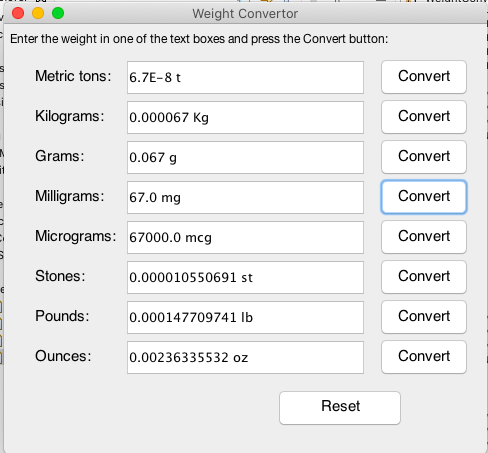 Weight Convertor
Enter the weight in one of the text boxes and press the Convert button:
Metric tons: 6.7E-8 t Convert
Kilograms: 0.000067 Kg Convert
Grams: 0.067 g Convert
Milligrams: 67.0 mg Convert
Micrograms: 67000.0 mcg Convert
Stones: 0.000010550691 st Convert
Pounds: 0.000147709741 lb Convert
Ounces: 0.00236335532 oz Convert
Reset